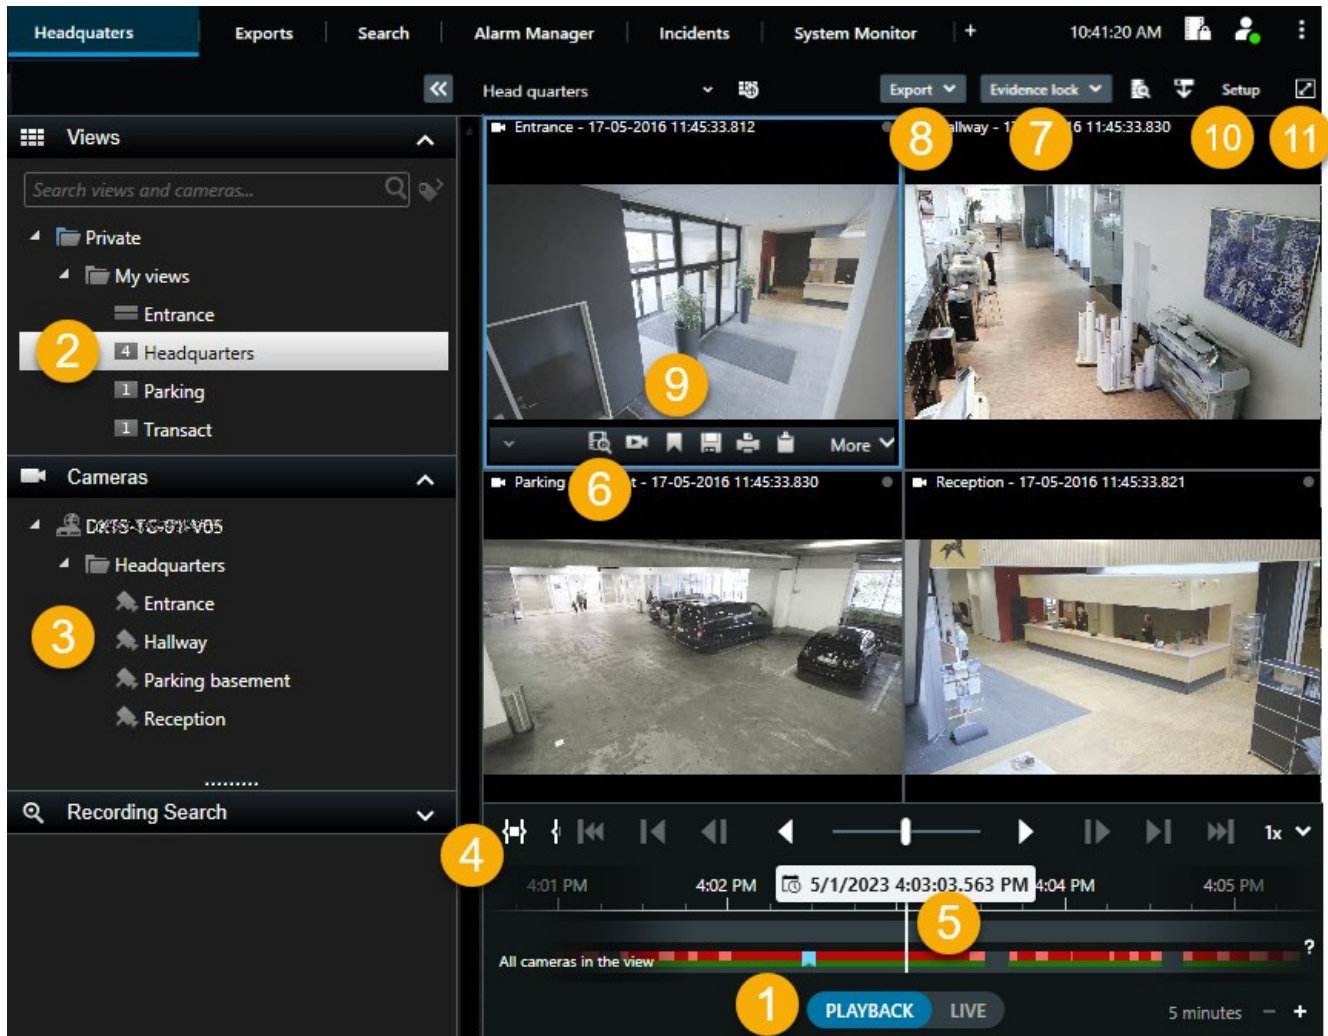 Headquaters Exports Search Alarm Manager Incidents System Monitor + 10:41:20 AM
Head quarters Export Evidence lock Setup
Views
Search views and cameras...
Private
My views
Entrance
2 4 Headquarters
1 Parking
1 Transact
Cameras
Headquarters
Entrance
3 Hallway
Parking basement
Reception
Recording Search
Entrance - 17-05-2016 11:45:33.812
8 allway - 1 7 6 11:45:33.830
10 11
9
More
Parking 6 t - 17-05-2016 11:45:33.830
Reception - 17-05-2016 11:45:33.821
1x
4
4:01 PM 4:02 PM 5/1/2023 4:03:03.563 PM 4:04 PM 4:05 PM
5
All cameras in the view ?
1 PLAYBACK LIVE 5 minutes − +